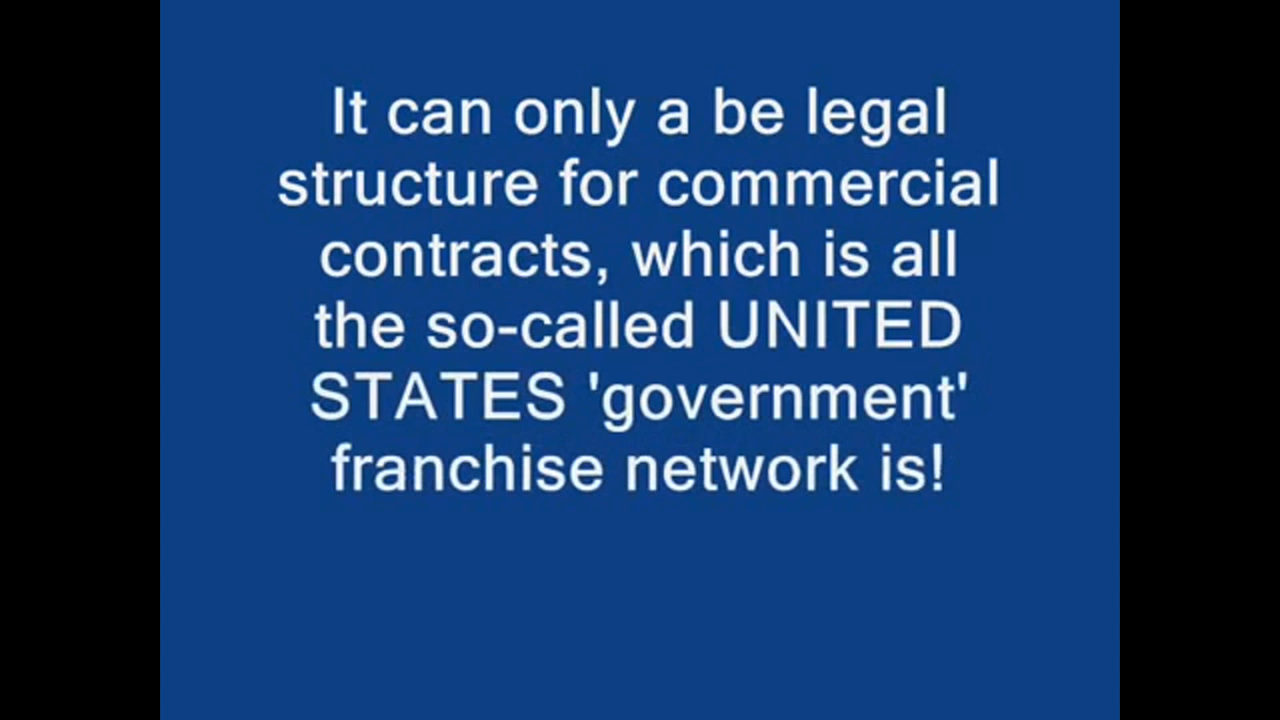 It can only a be legal
structure for commercial
contracts, which is all
the so-called UNITED
STATES 'government'
franchise network is!